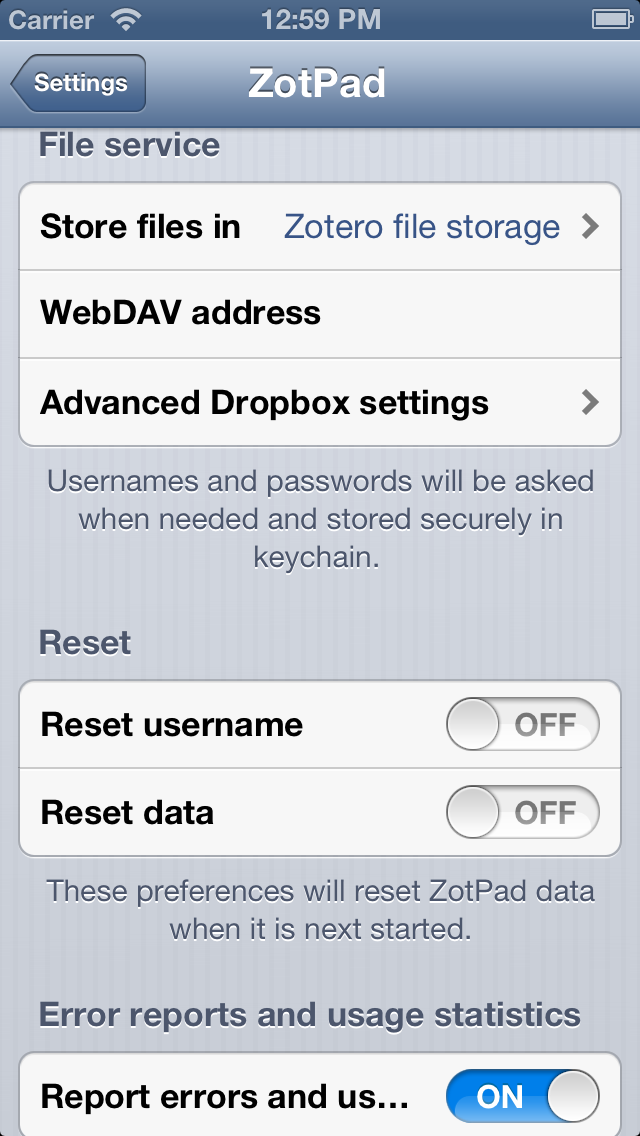 Carrier 12:59 PM
Settings ZotPad
File service
Store files in Zotero file storage
WebDAV address
Advanced Dropbox settings
Usernames and passwords will be asked
when needed and stored securely in
keychain.
Reset
Reset username OFF
Reset data OFF
These preferences will reset ZotPad data
when it is next started.
Error reports and usage statistics
Report errors and us... ON